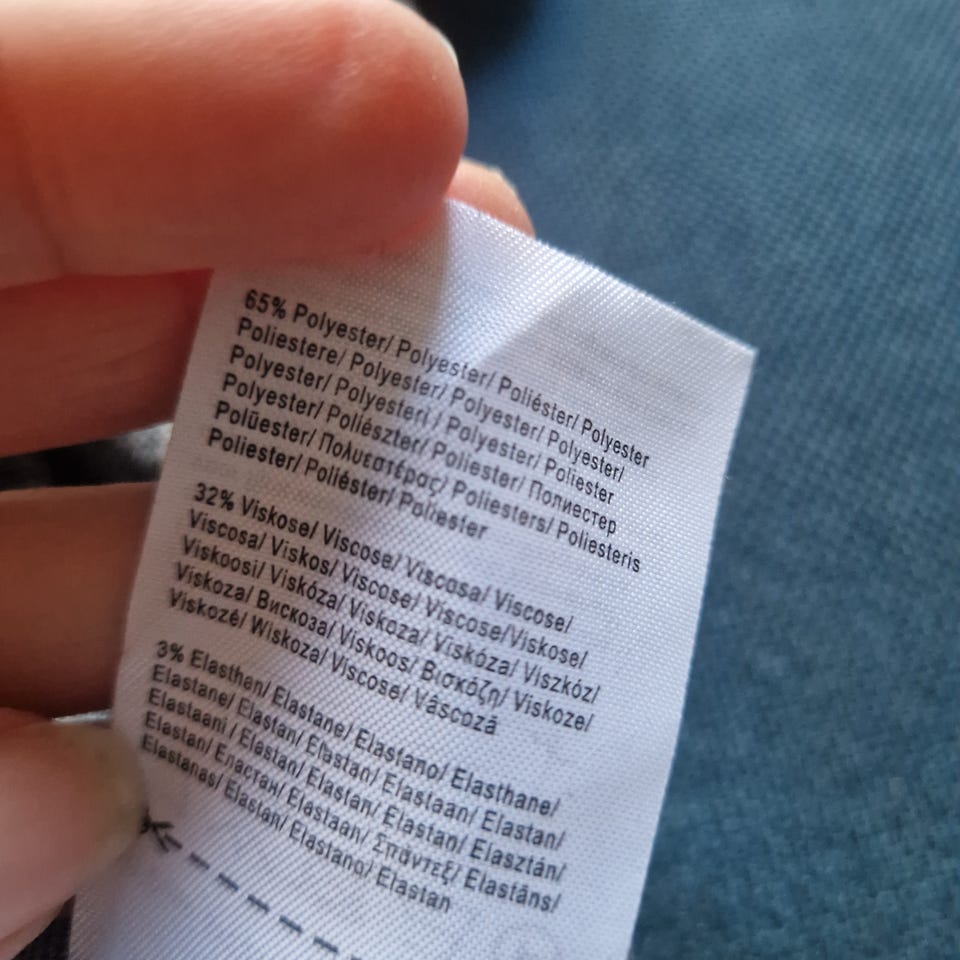 65% Polyester/ Polyester/ Poliéster/ Polyester
Poliestere/ Polyester/ Polyester/ Polyester/
Polyester/ Polyesteri / Polyester/ Poliester
Polyester/ Poliészter/ Poliester/ Полиестер
Polüester/ Πολυεστέρας/ Poliesters/ Poliesteris
Poliester/ Poliéster/ Poliester
32% Viskose/ Viscose/ Viscosa/ Viscose/
Viscosa/ Viskos/ Viscose/ Viscose/Viskose/
Viskoosi/ Viskóza/ Viskoza/ Viskóza/ Viszkóz/
Viskoza/ Вискоза/ Viskoos/ Βισκόζη/ Viskoze/
Viskozė/ Wiskoza/ Viscose/ Vâscoză
3% Elasthan/ Elastane/ Elastano/ Elasthane/
Elastane/ Elastan/ Elastan/ Elastaan/ Elastan/
Elastaani / Elastan/ Elastan/ Elastan/ Elasztán/
Elastan/ Еластан/ Elastaan/ Σπάντεξ/ Elastāns/
Elastanas/ Elastan/ Elastano/ Elastan